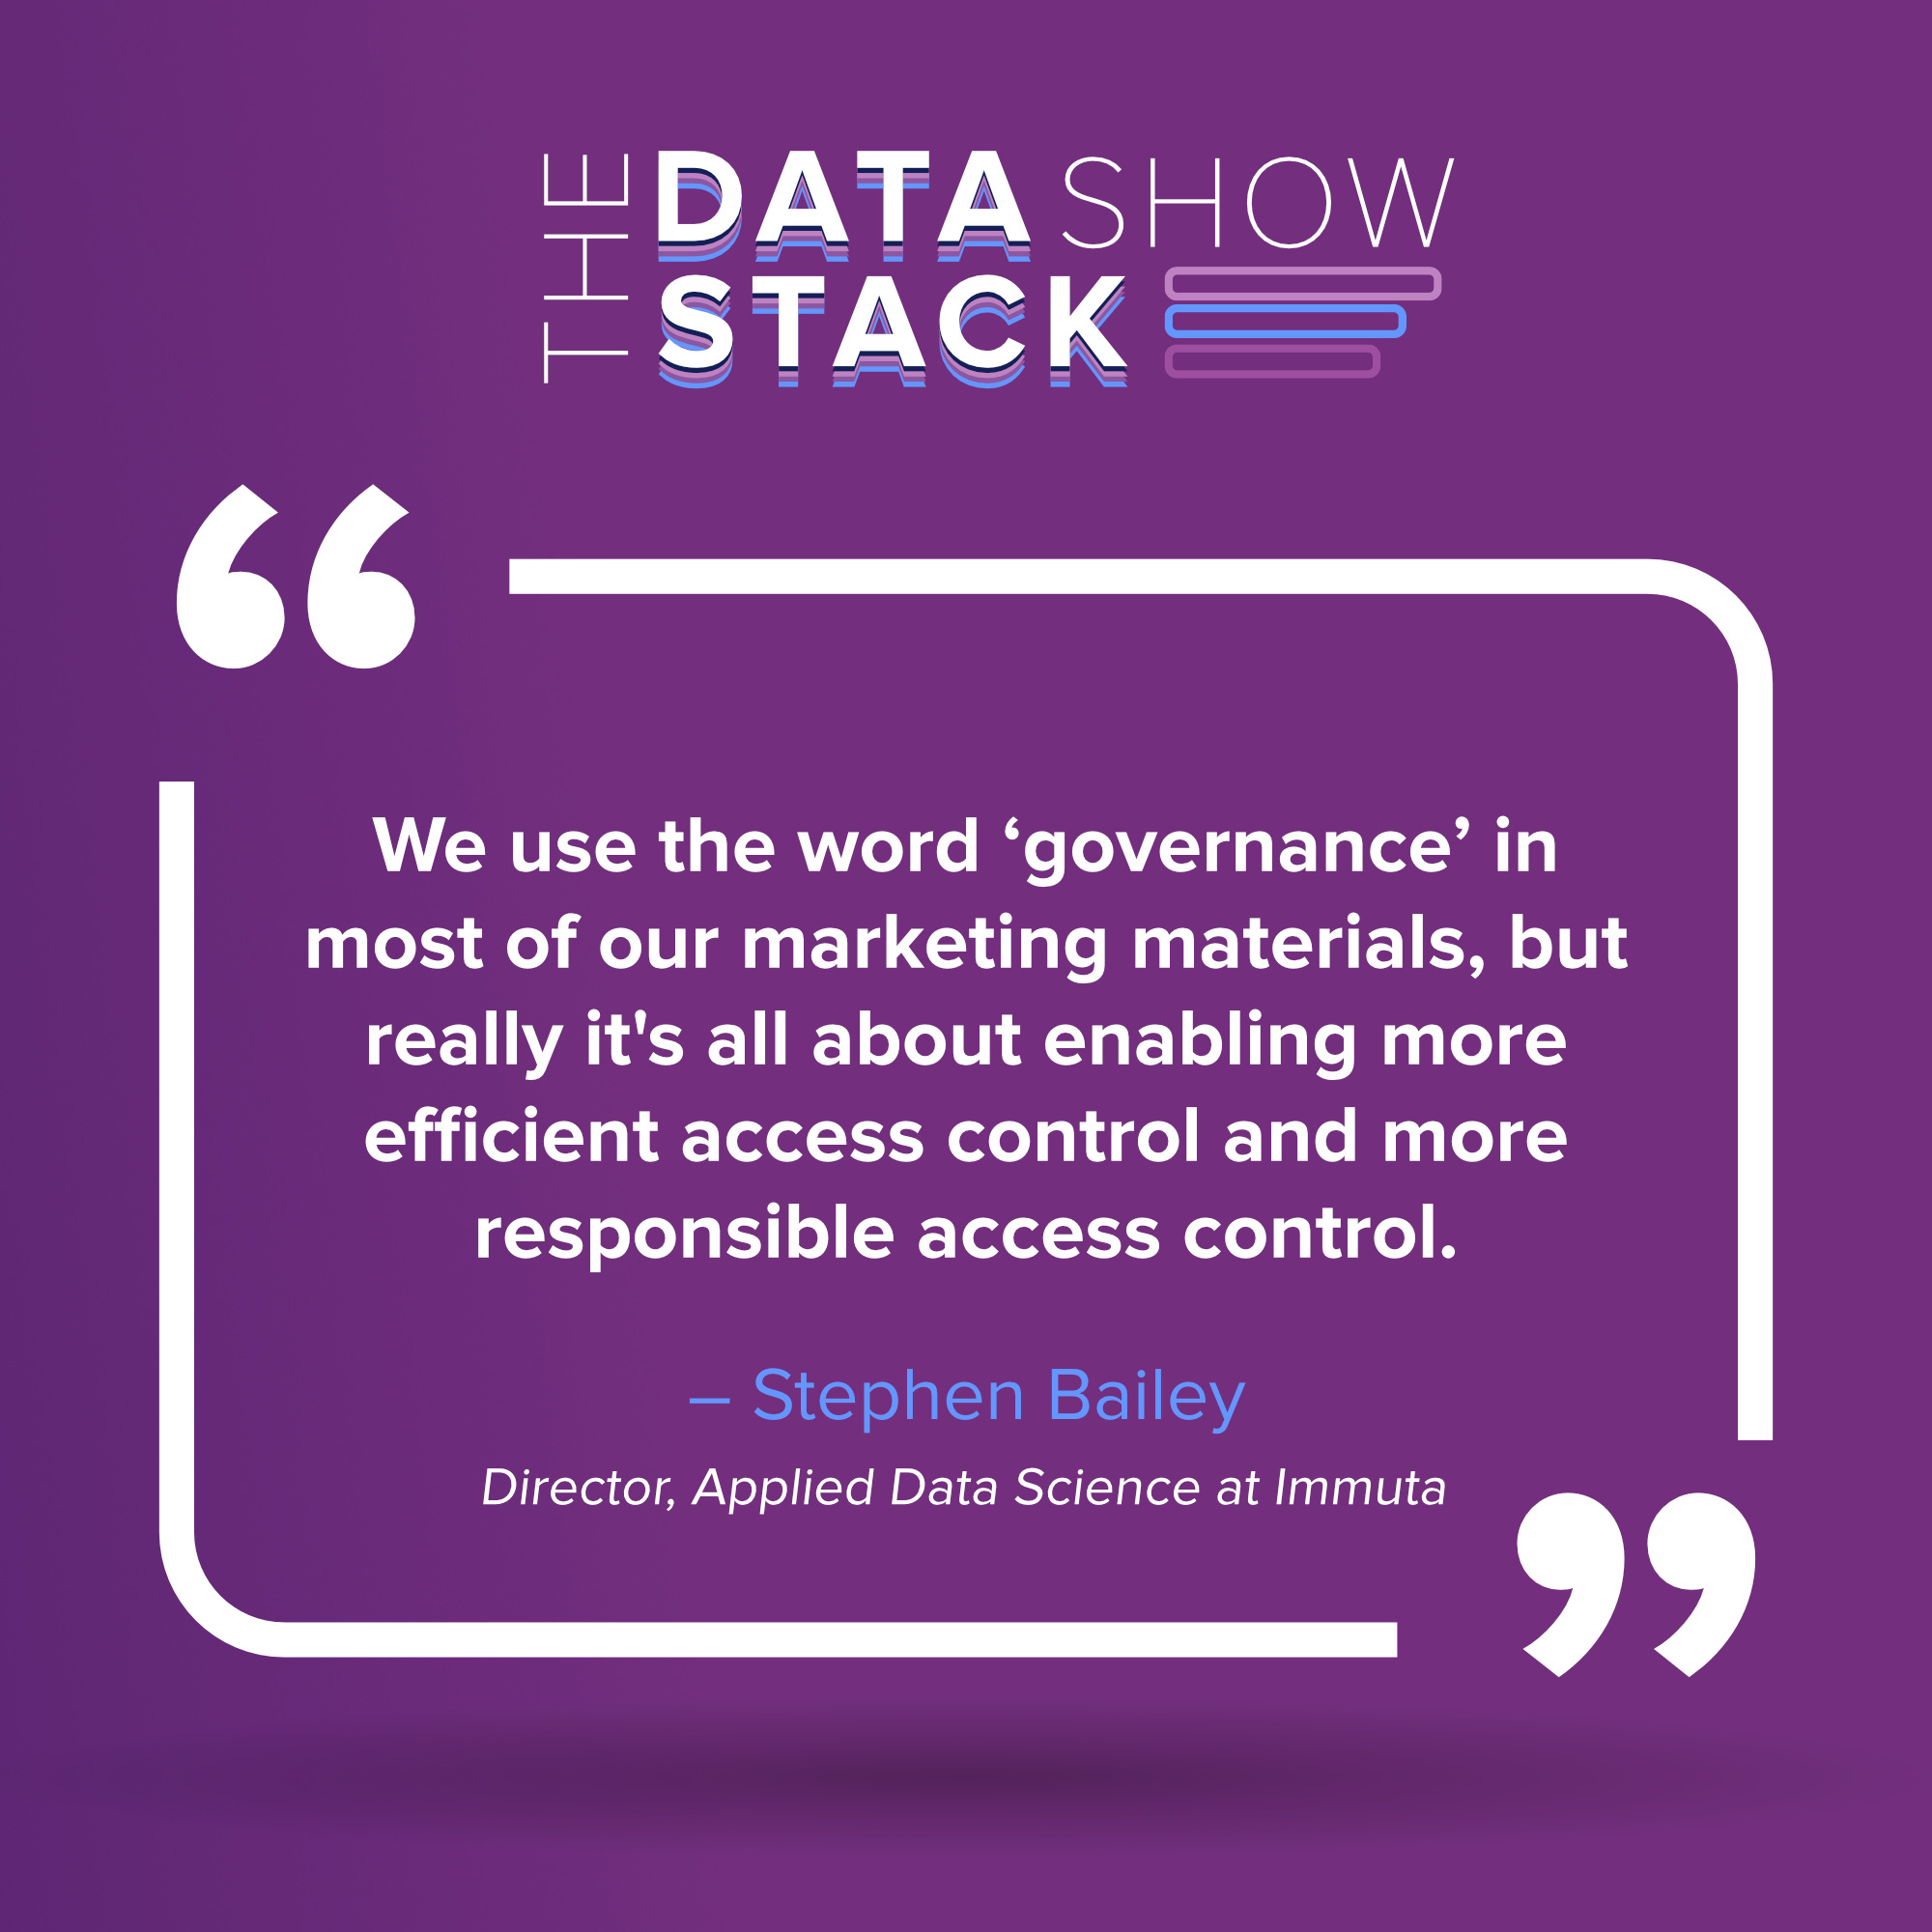 THE DATA SHOW
STACK
“
We use the word ‘governance’ in
most of our marketing materials, but
really it's all about enabling more
efficient access control and more
responsible access control.
– Stephen Bailey
Director, Applied Data Science at Immuta
”